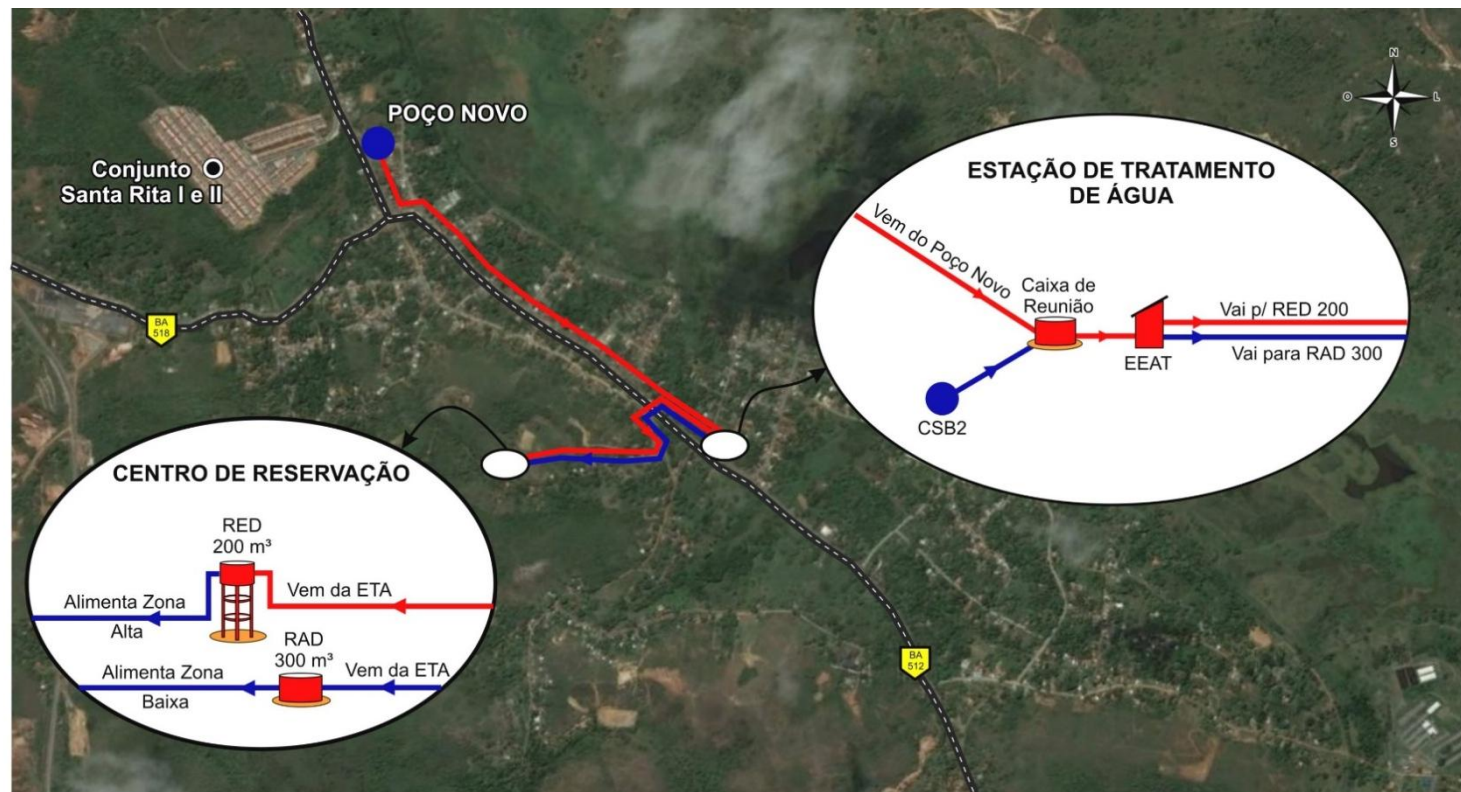 POÇO NOVO
Conjunto
Santa Rita I e II
BA
518
N
O
L
S
ESTAÇÃO DE TRATAMENTO
DE ÁGUA
Vem do Poço Novo
Caixa de
Reunião
Vai p/ RED 200
Vai para RAD 300
EEAT
CSB2
CENTRO DE RESERVAÇÃO
RED
200 m³
Vem da ETA
Alimenta Zona
Alta
RAD
300 m³
Alimenta Zona
Vem da ETA
Baixa
BA
512